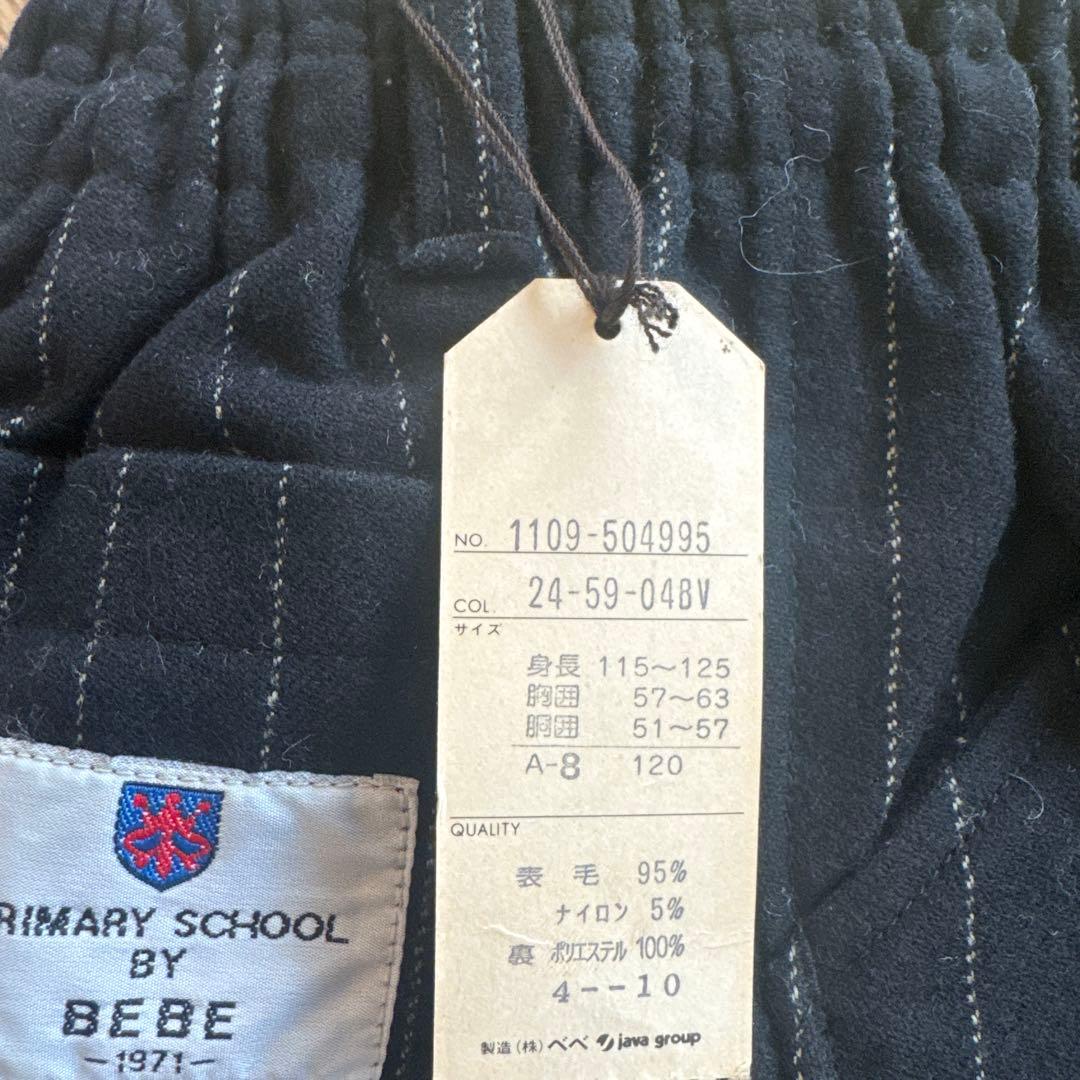 NO. 1109-504995
COL. 24-59-048V
サイズ
身長 115～125
胸囲 57～63
胴囲 51～57
A-8 120
QUALITY
表 毛 95%
ナイロン 5%
裏 ポリエステル 100%
4--10
製造(株)べべ java group
RIMARY SCHOOL
BY
BEBE
-1971-